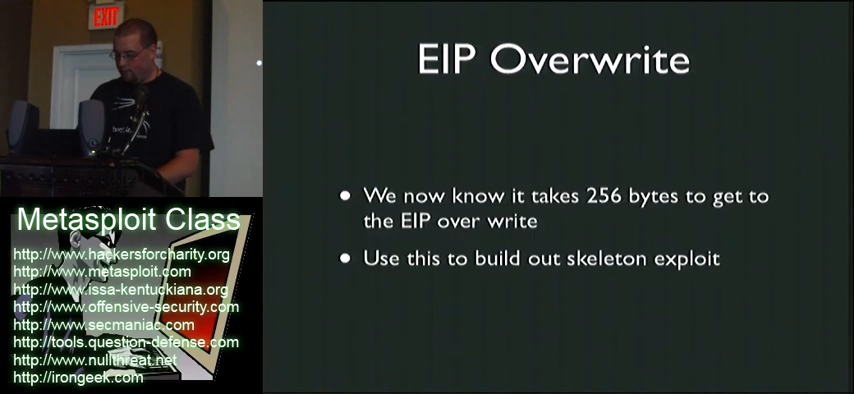 EXIT
EIP Overwrite
• We now know it takes 256 bytes to get to
the EIP over write
• Use this to build out skeleton exploit
Metasploit Class
http://www.hackersforcharity.org
http://www.metasploit.com
http://www.issa-kentuckiana.org
http://www.offensive-security.com
http://www.secmaniac.com
http://tools.question-defense.com
http://www.nullthreat.net
http://irongeek.com